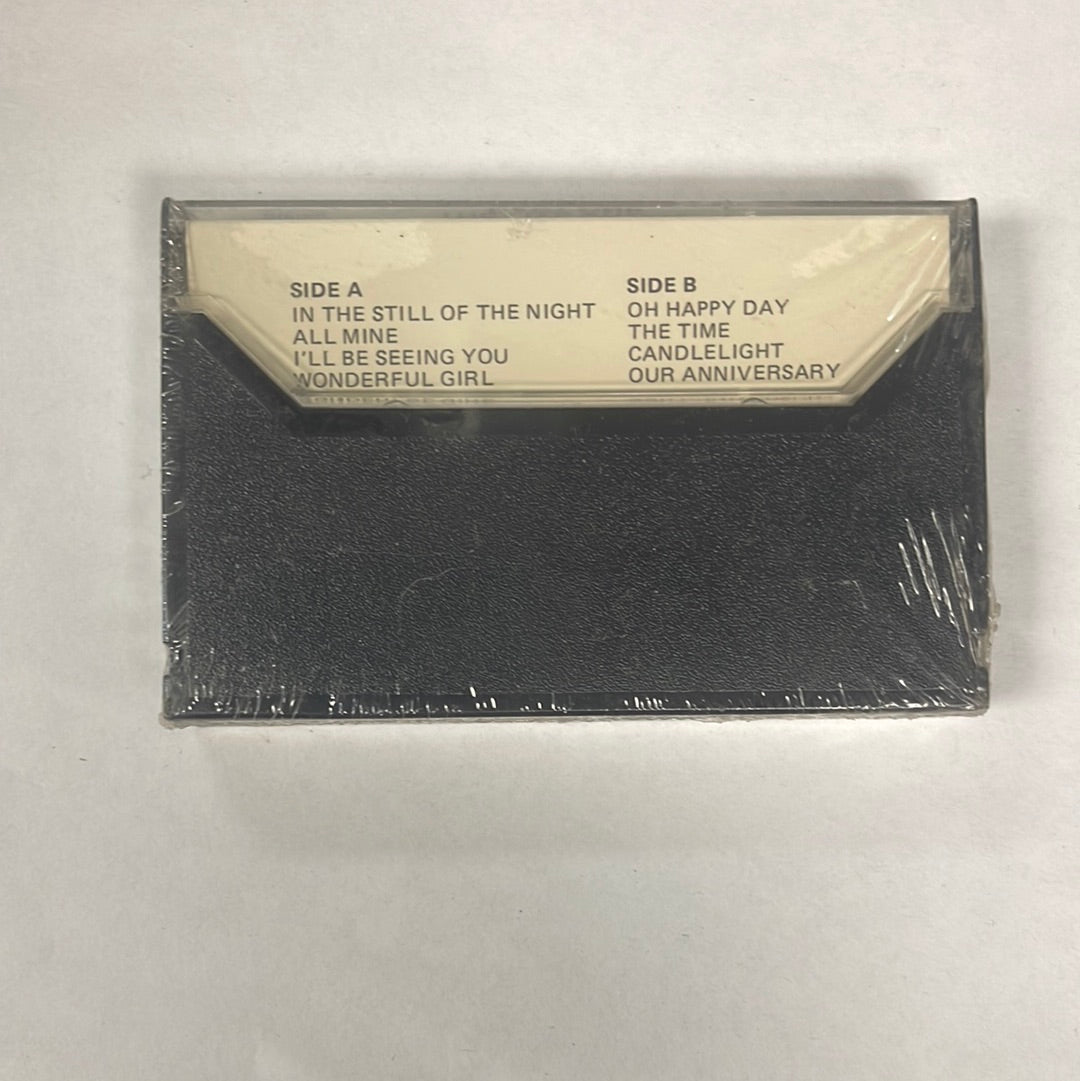 SIDE A
IN THE STILL OF THE NIGHT
ALL MINE
I'LL BE SEEING YOU
WONDERFUL GIRL
SIDE B
OH HAPPY DAY
THE TIME
CANDLELIGHT
OUR ANNIVERSARY